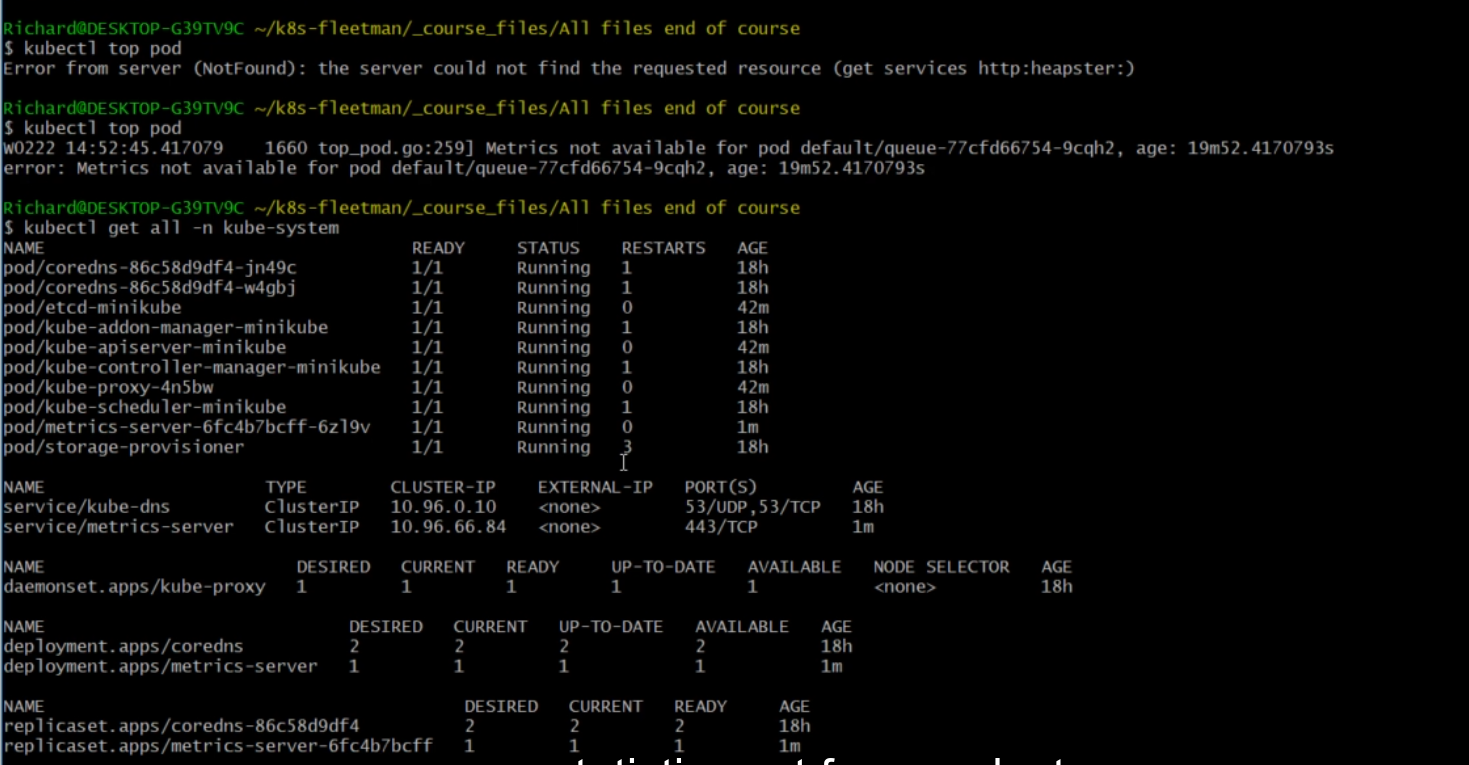 Richard@DESKTOP-G39TV9C ~/k8s-fleetman/_course_files/All files end of course
$ kubectl top pod
Error from server (NotFound): the server could not find the requested resource (get services http:heapster:)
Richard@DESKTOP-G39TV9C ~/k8s-fleetman/_course_files/All files end of course
$ kubectl top pod
W0222 14:52:45.417079 1660 top_pod.go:259] Metrics not available for pod default/queue-77cfd66754-9cqh2, age: 19m52.4170793s
error: Metrics not available for pod default/queue-77cfd66754-9cqh2, age: 19m52.4170793s
Richard@DESKTOP-G39TV9C ~/k8s-fleetman/_course_files/All files end of course
$ kubectl get all -n kube-system
NAME READY STATUS RESTARTS AGE
pod/coredns-86c58d9df4-jn49c 1/1 Running 1 18h
pod/coredns-86c58d9df4-w4gbj 1/1 Running 1 18h
pod/etcd-minikube 1/1 Running 0 42m
pod/kube-addon-manager-minikube 1/1 Running 1 18h
pod/kube-apiserver-minikube 1/1 Running 0 42m
pod/kube-controller-manager-minikube 1/1 Running 1 18h
pod/kube-proxy-4n5bw 1/1 Running 0 42m
pod/kube-scheduler-minikube 1/1 Running 1 18h
pod/metrics-server-6fc4b7bcff-6zl9v 1/1 Running 0 1m
pod/storage-provisioner 1/1 Running 3 18h
NAME TYPE CLUSTER-IP EXTERNAL-IP PORT(S) AGE
service/kube-dns ClusterIP 10.96.0.10 <none> 53/UDP,53/TCP 18h
service/metrics-server ClusterIP 10.96.66.84 <none> 443/TCP 1m
NAME DESIRED CURRENT READY UP-TO-DATE AVAILABLE NODE SELECTOR AGE
daemonset.apps/kube-proxy 1 1 1 1 1 <none> 18h
NAME DESIRED CURRENT UP-TO-DATE AVAILABLE AGE
deployment.apps/coredns 2 2 2 2 18h
deployment.apps/metrics-server 1 1 1 1 1m
NAME DESIRED CURRENT READY AGE
replicaset.apps/coredns-86c58d9df4 2 2 2 18h
replicaset.apps/metrics-server-6fc4b7bcff 1 1 1 1m